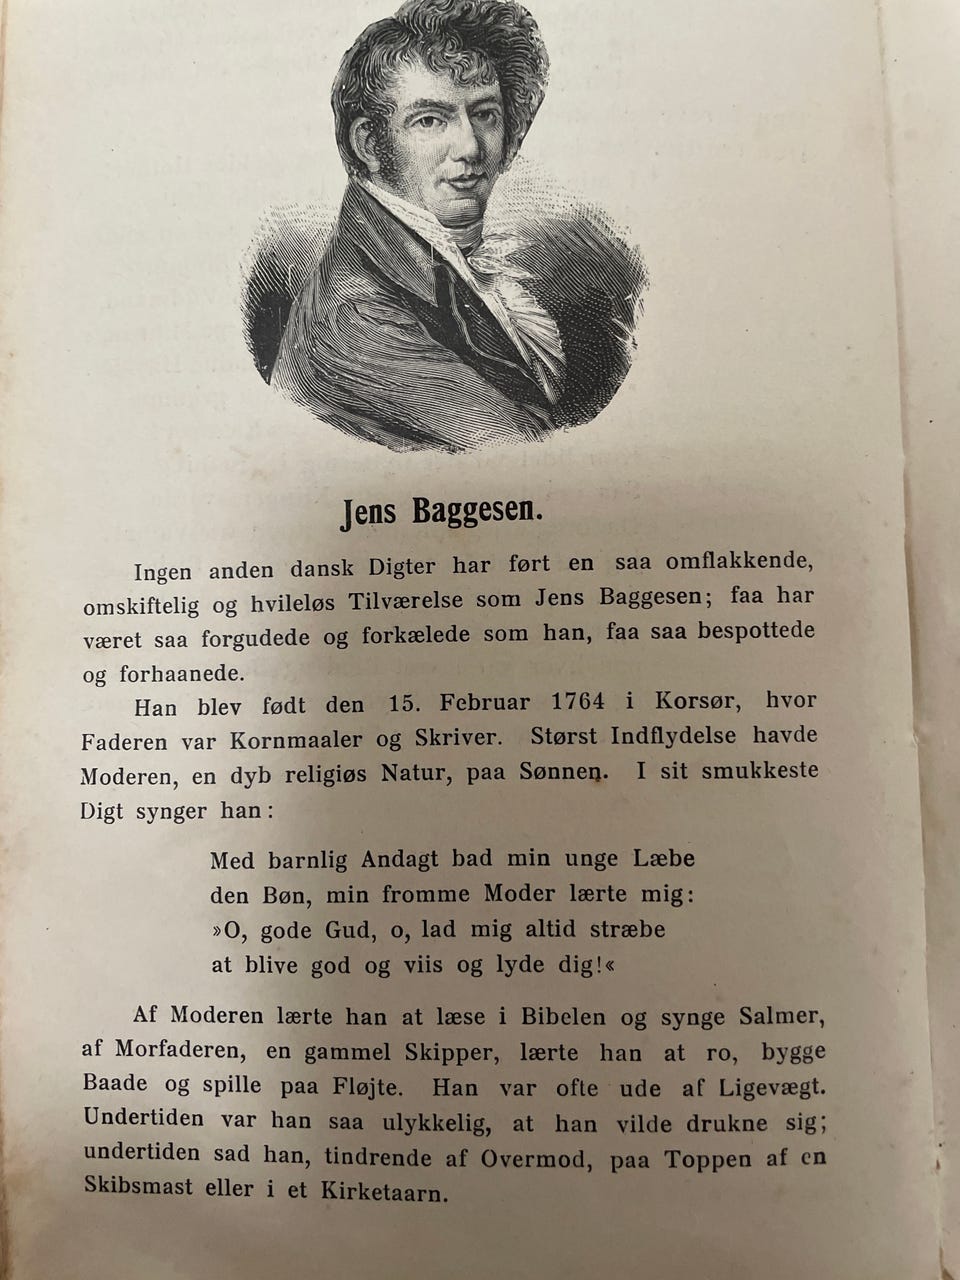 Jens Baggesen.
Ingen anden dansk Digter har ført en saa omflakkende,
omskiftelig og hvileløs Tilværelse som Jens Baggesen; faa har
været saa forgudede og forkælede som han, faa saa bespottede
og forhaanede.
Han blev født den 15. Februar 1764 i Korsør, hvor
Faderen var Kornmaaler og Skriver. Størst Indflydelse havde
Moderen, en dyb religiøs Natur, paa Sønnen. I sit smukkeste
Digt synger han:
Med barnlig Andagt bad min unge Læbe
den Bøn, min fromme Moder lærte mig:
»O, gode Gud, o, lad mig altid stræbe
at blive god og viis og lyde dig!«
Af Moderen lærte han at læse i Bibelen og synge Salmer,
af Morfaderen, en gammel Skipper, lærte han at ro, bygge
Baade og spille paa Fløjte. Han var ofte ude af Ligevægt.
Undertiden var han saa ulykkelig, at han vilde drukne sig;
undertiden sad han, tindrende af Overmod, paa Toppen af en
Skibsmast eller i et Kirketaarn.